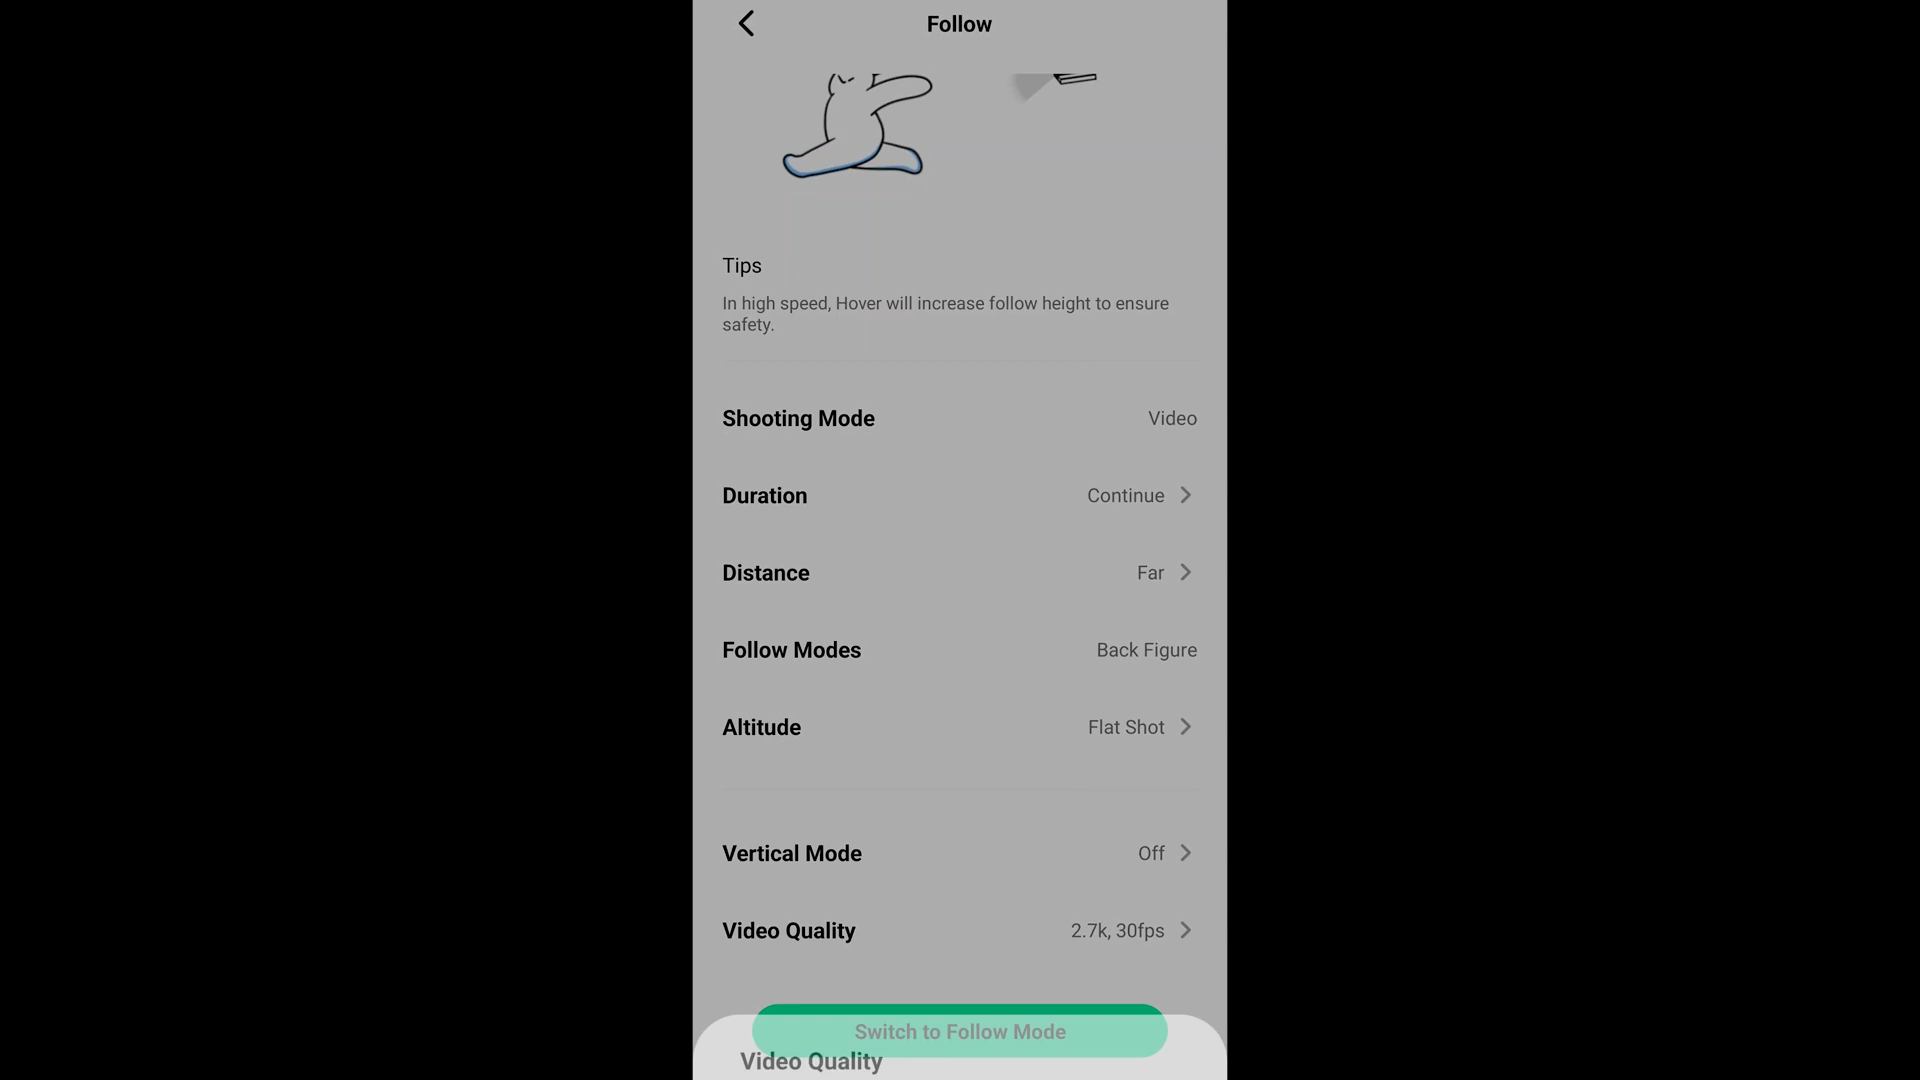 Follow
Tips
In high speed, Hover will increase follow height to ensure
safety.
Shooting Mode Video
Duration Continue
Distance Far
Follow Modes Back Figure
Altitude Flat Shot
Vertical Mode Off
Video Quality 2.7k, 30fps
Switch to Follow Mode
Video Quality